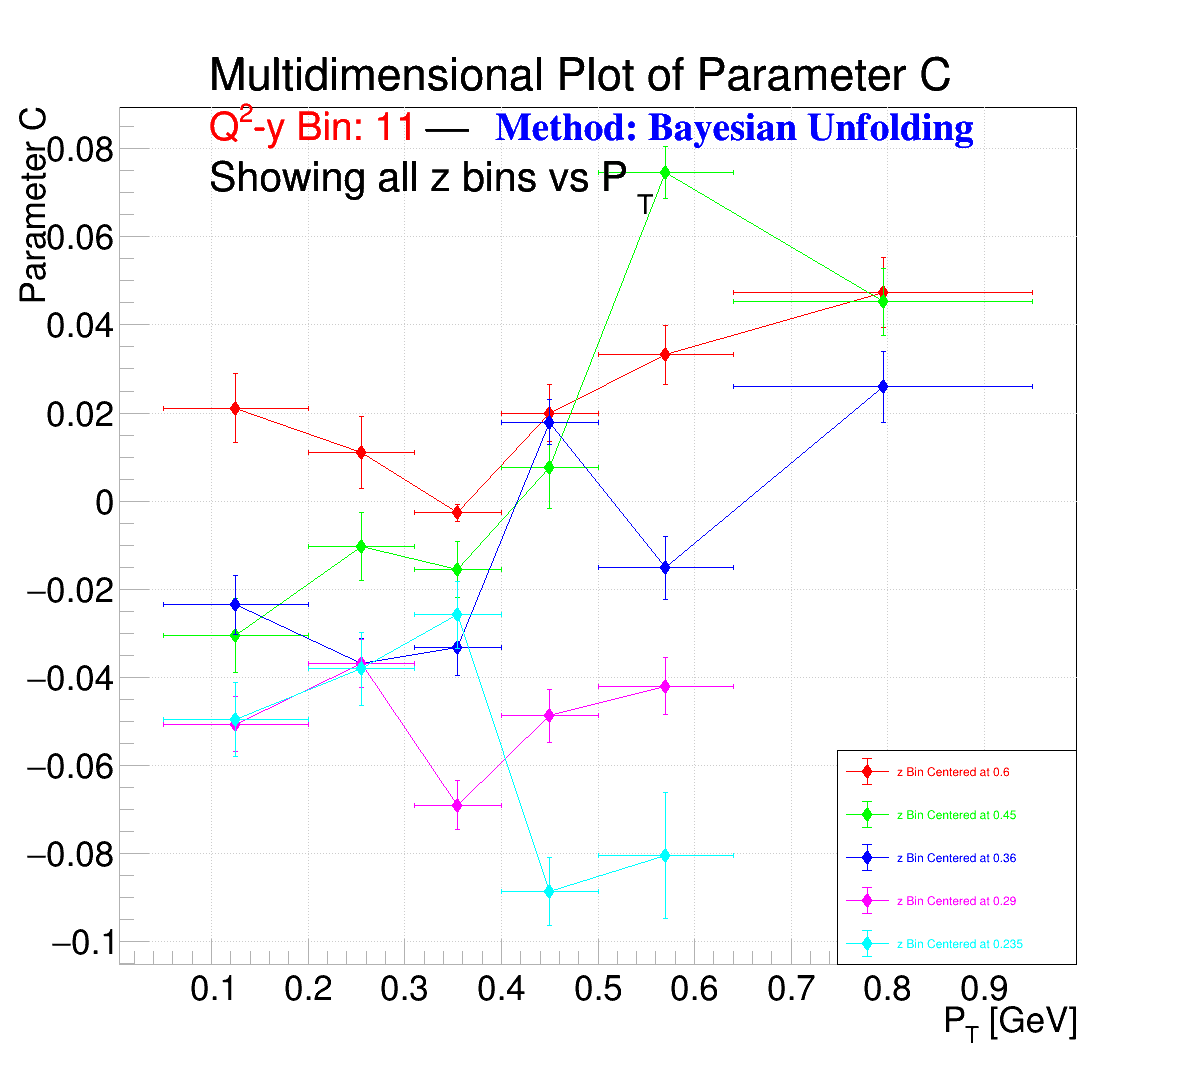 Multidimensional Plot of Parameter C
Q²-y Bin: 11 — Method: Bayesian Unfolding
Showing all z bins vs P_T
Parameter C
0.08
0.06
0.04
0.02
0
−0.02
−0.04
−0.06
−0.08
−0.1
z Bin Centered at 0.6
z Bin Centered at 0.45
z Bin Centered at 0.36
z Bin Centered at 0.29
z Bin Centered at 0.235
0.1 0.2 0.3 0.4 0.5 0.6 0.7 0.8 0.9
P_T [GeV]